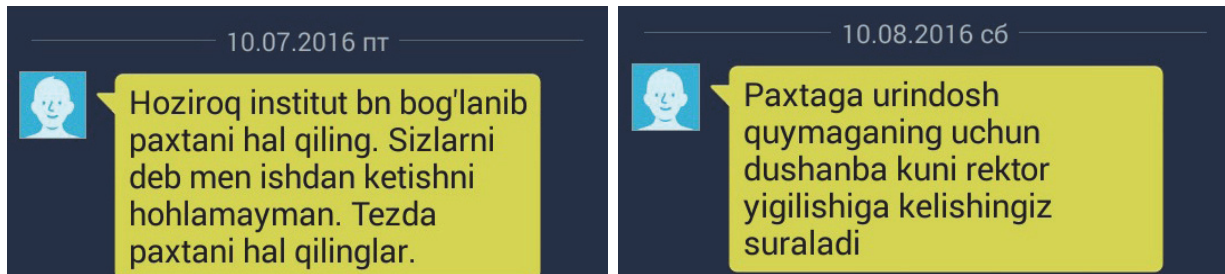 10.07.2016 пт
Hoziroq institut bn bog'lanib
paxtani hal qiling. Sizlarni
deb men ishdan ketishni
hohlamayman. Tezda
paxtani hal qilinglar.
10.08.2016 сб
Paxtaga urindosh
quymaganing uchun
dushanba kuni rektor
yigilishiga kelishingiz
suraladi